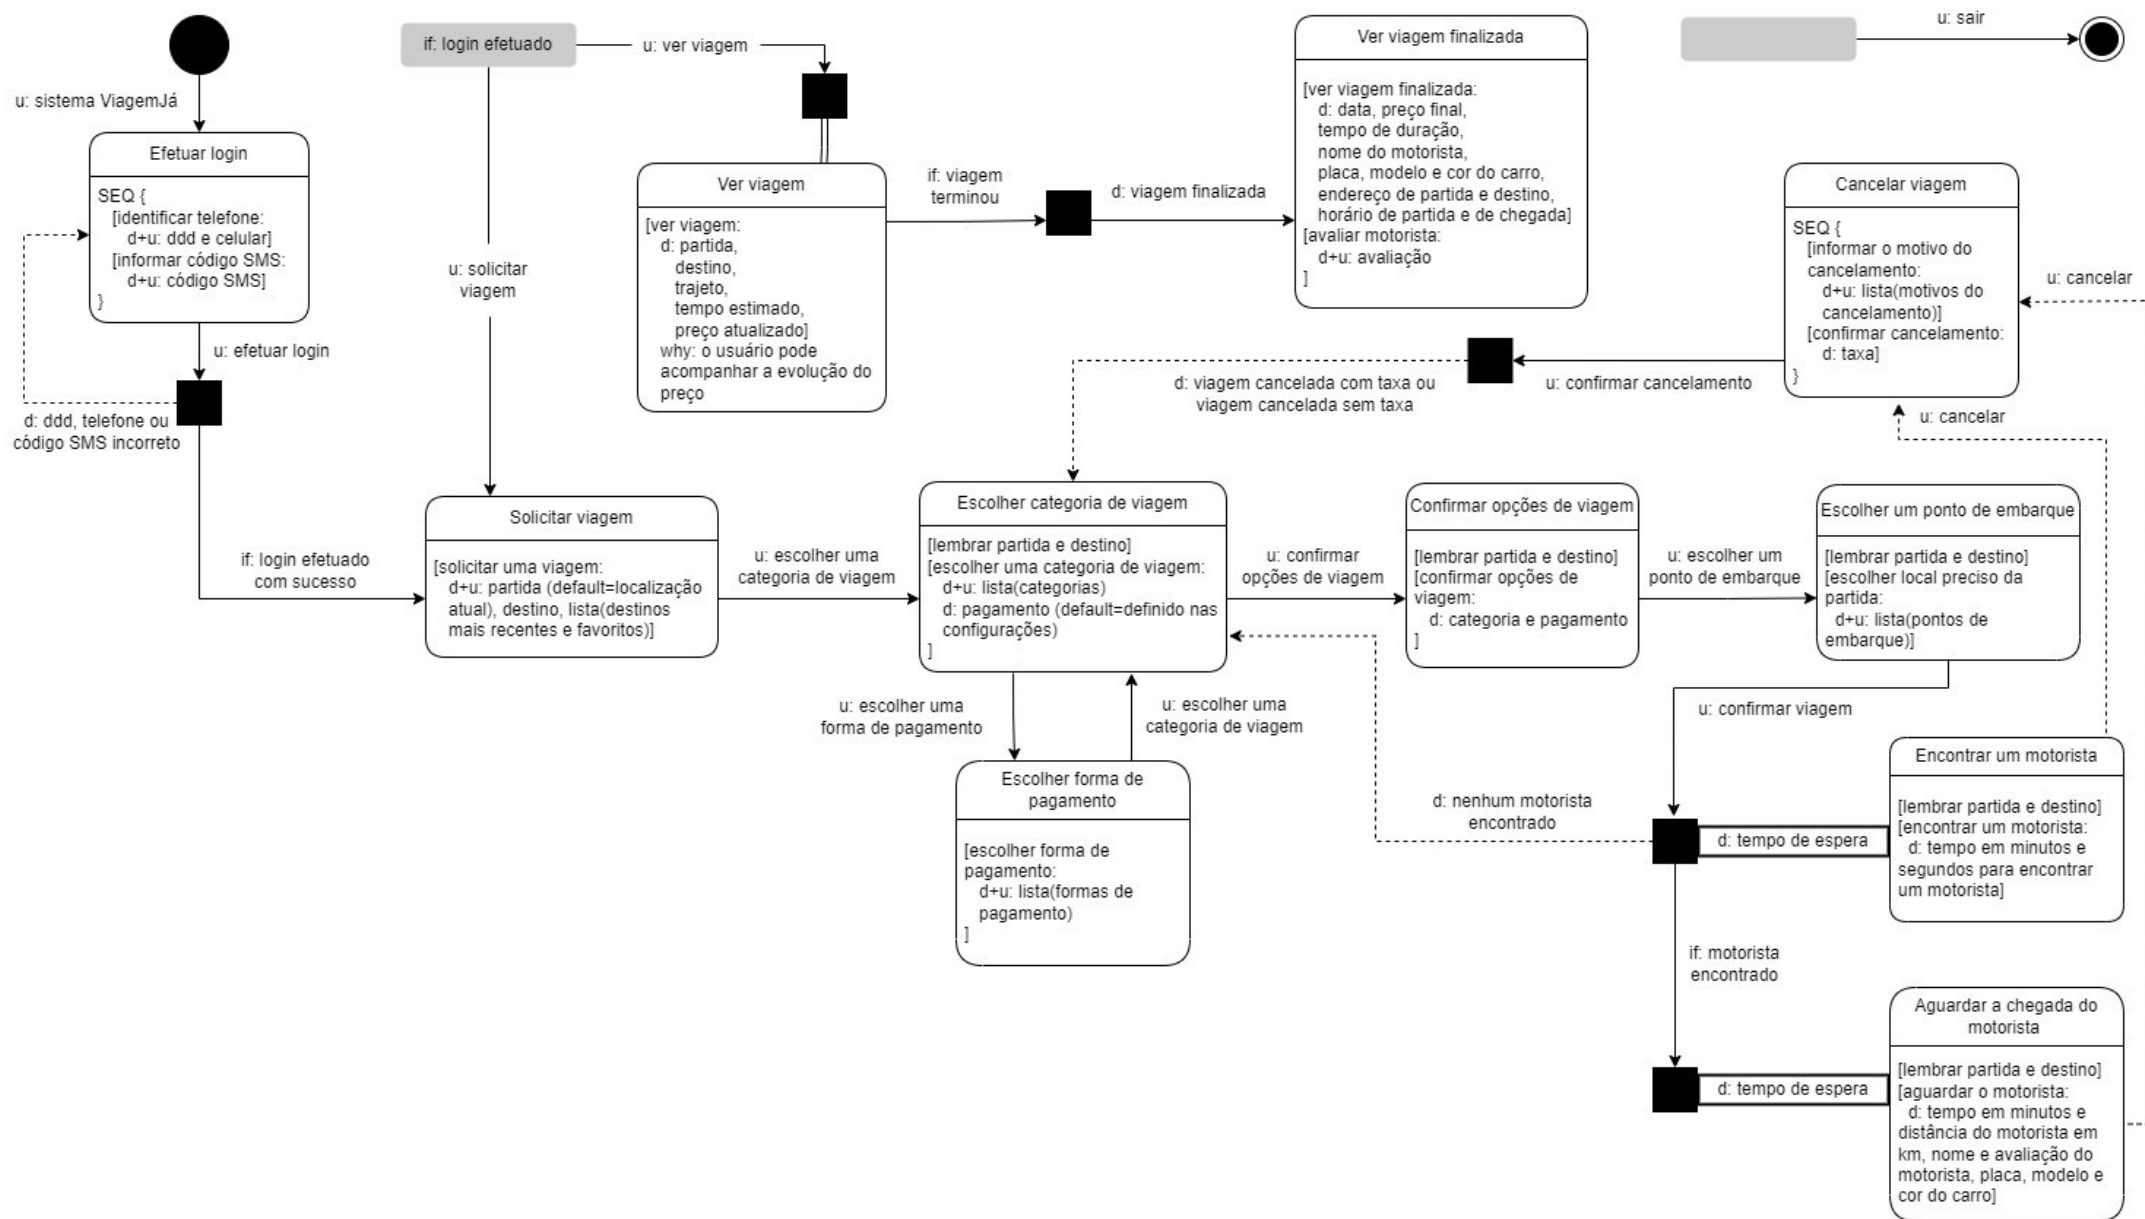 u: sistema ViagemJá
Efetuar login
SEQ {
[identificar telefone:
d+u: ddd e celular]
[informar código SMS:
d+u: código SMS]
}
u: efetuar login
d: ddd, telefone ou
código SMS incorreto
if: login efetuado
com sucesso
if: login efetuado
u: ver viagem
u: solicitar
viagem
Ver viagem
[ver viagem:
d: partida,
destino,
trajeto,
tempo estimado,
preço atualizado]
why: o usuário pode
acompanhar a evolução do
preço
if: viagem
terminou
d: viagem finalizada
Ver viagem finalizada
[ver viagem finalizada:
d: data, preço final,
tempo de duração,
nome do motorista,
placa, modelo e cor do carro,
endereço de partida e destino,
horário de partida e de chegada]
[avaliar motorista:
d+u: avaliação
]
u: sair
Cancelar viagem
SEQ {
[informar o motivo do
cancelamento:
d+u: lista(motivos do
cancelamento)]
[confirmar cancelamento:
d: taxa]
}
u: cancelar
u: confirmar cancelamento
d: viagem cancelada com taxa ou
viagem cancelada sem taxa
u: cancelar
Solicitar viagem
[solicitar uma viagem:
d+u: partida (default=localização
atual), destino, lista(destinos
mais recentes e favoritos)]
u: escolher uma
categoria de viagem
Escolher categoria de viagem
[lembrar partida e destino]
[escolher uma categoria de viagem:
d+u: lista(categorias)
d: pagamento (default=definido nas
configurações)
]
u: confirmar
opções de viagem
Confirmar opções de viagem
[lembrar partida e destino]
[confirmar opções de
viagem:
d: categoria e pagamento
]
u: escolher um
ponto de embarque
Escolher um ponto de embarque
[lembrar partida e destino]
[escolher local preciso da
partida:
d+u: lista(pontos de
embarque)]
u: escolher uma
forma de pagamento
u: escolher uma
categoria de viagem
Escolher forma de
pagamento
[escolher forma de
pagamento:
d+u: lista(formas de
pagamento)
]
u: confirmar viagem
d: nenhum motorista
encontrado
d: tempo de espera
Encontrar um motorista
[lembrar partida e destino]
[encontrar um motorista:
d: tempo em minutos e
segundos para encontrar
um motorista]
if: motorista
encontrado
d: tempo de espera
Aguardar a chegada do
motorista
[lembrar partida e destino]
[aguardar o motorista:
d: tempo em minutos e
distância do motorista em
km, nome e avaliação do
motorista, placa, modelo e
cor do carro]